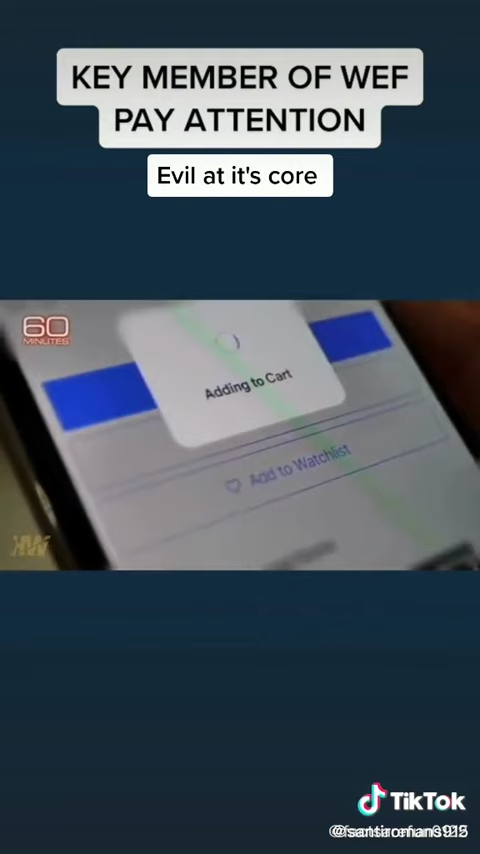 KEY MEMBER OF WEF
PAY ATTENTION
Evil at it's core
60
MINUTES
Adding to Cart
Add to Watchlist
TikTok